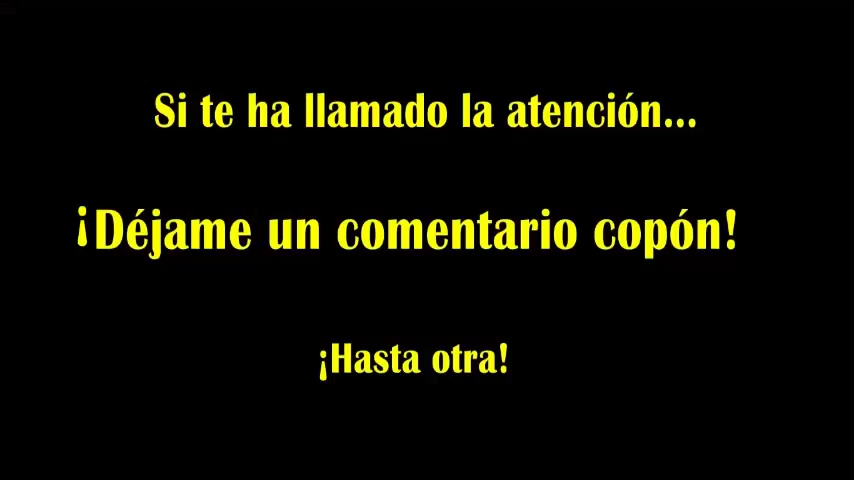 Si te ha llamado la atención...
¡Déjame un comentario copón!
¡Hasta otra!